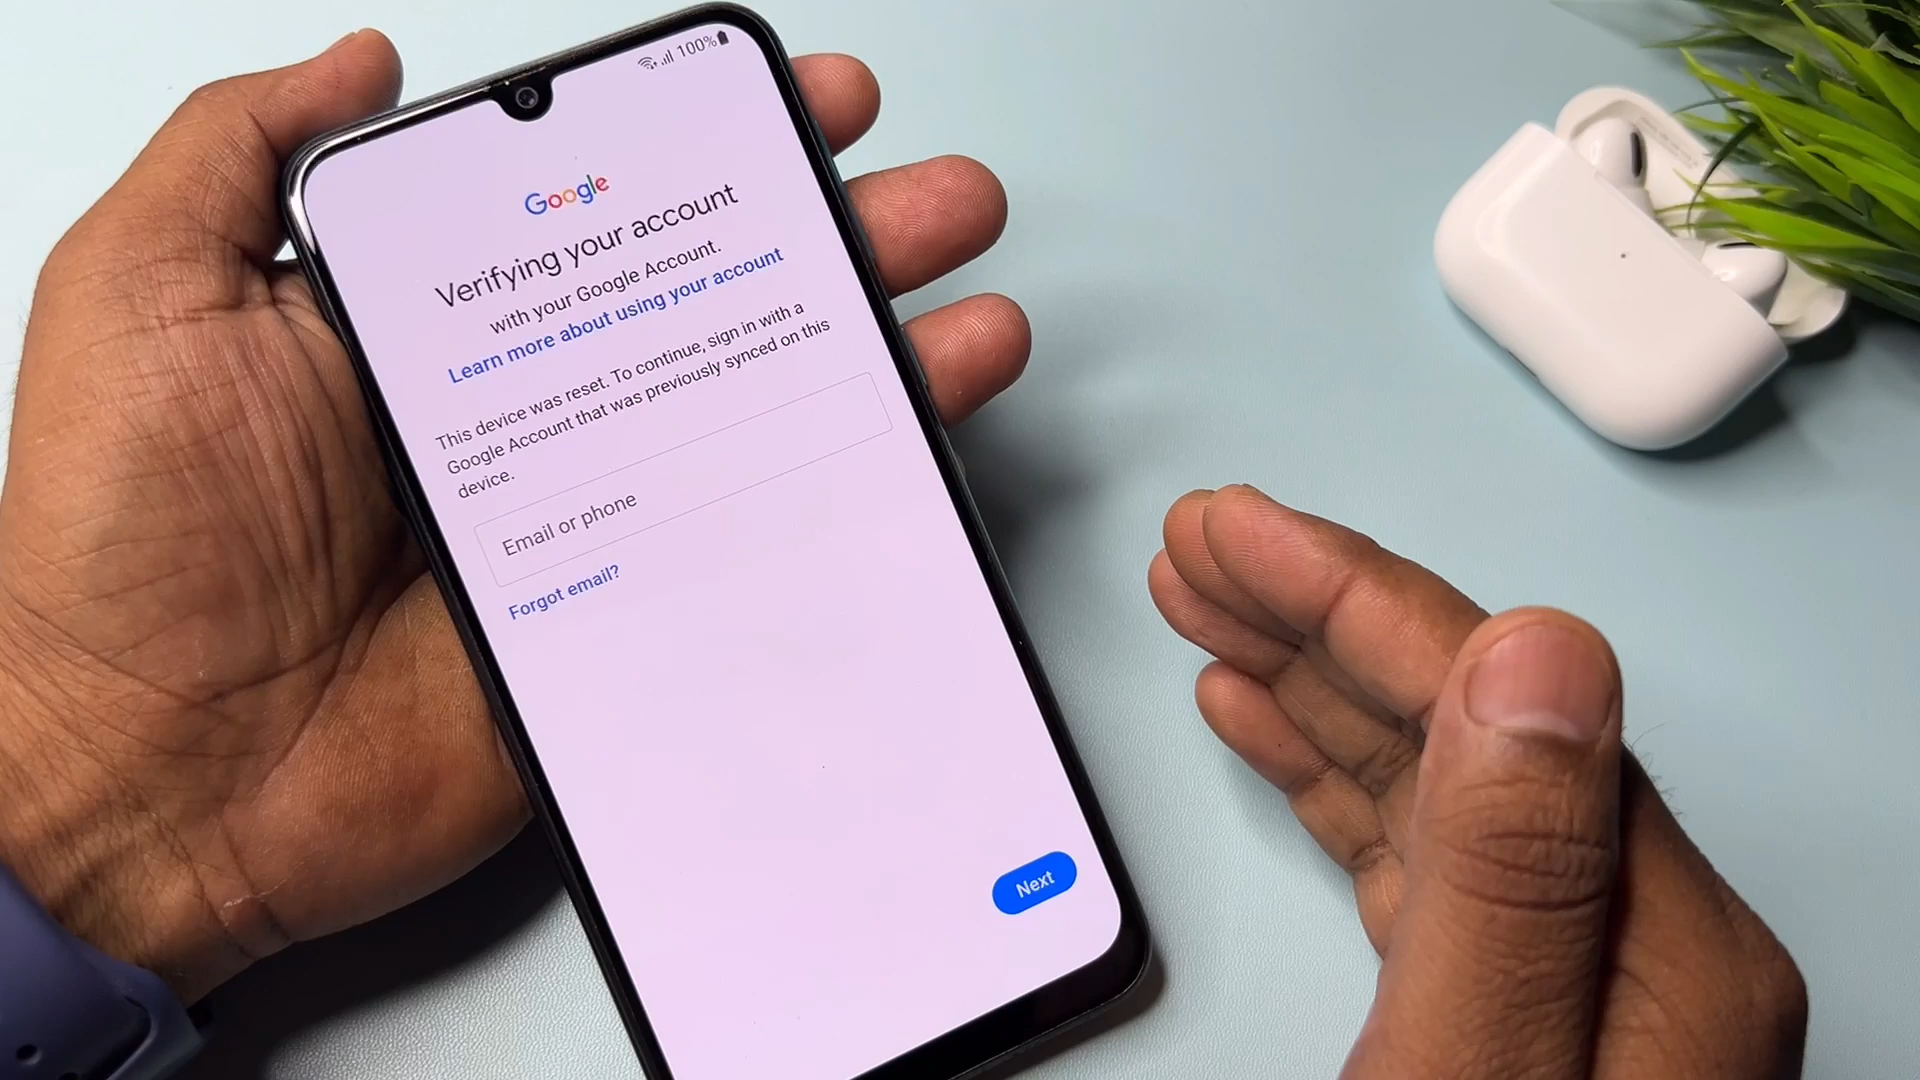 100%
Google
Verifying your account
with your Google Account.
Learn more about using your account
This device was reset. To continue, sign in with a
Google Account that was previously synced on this
device.
Email or phone
Forgot email?
Next